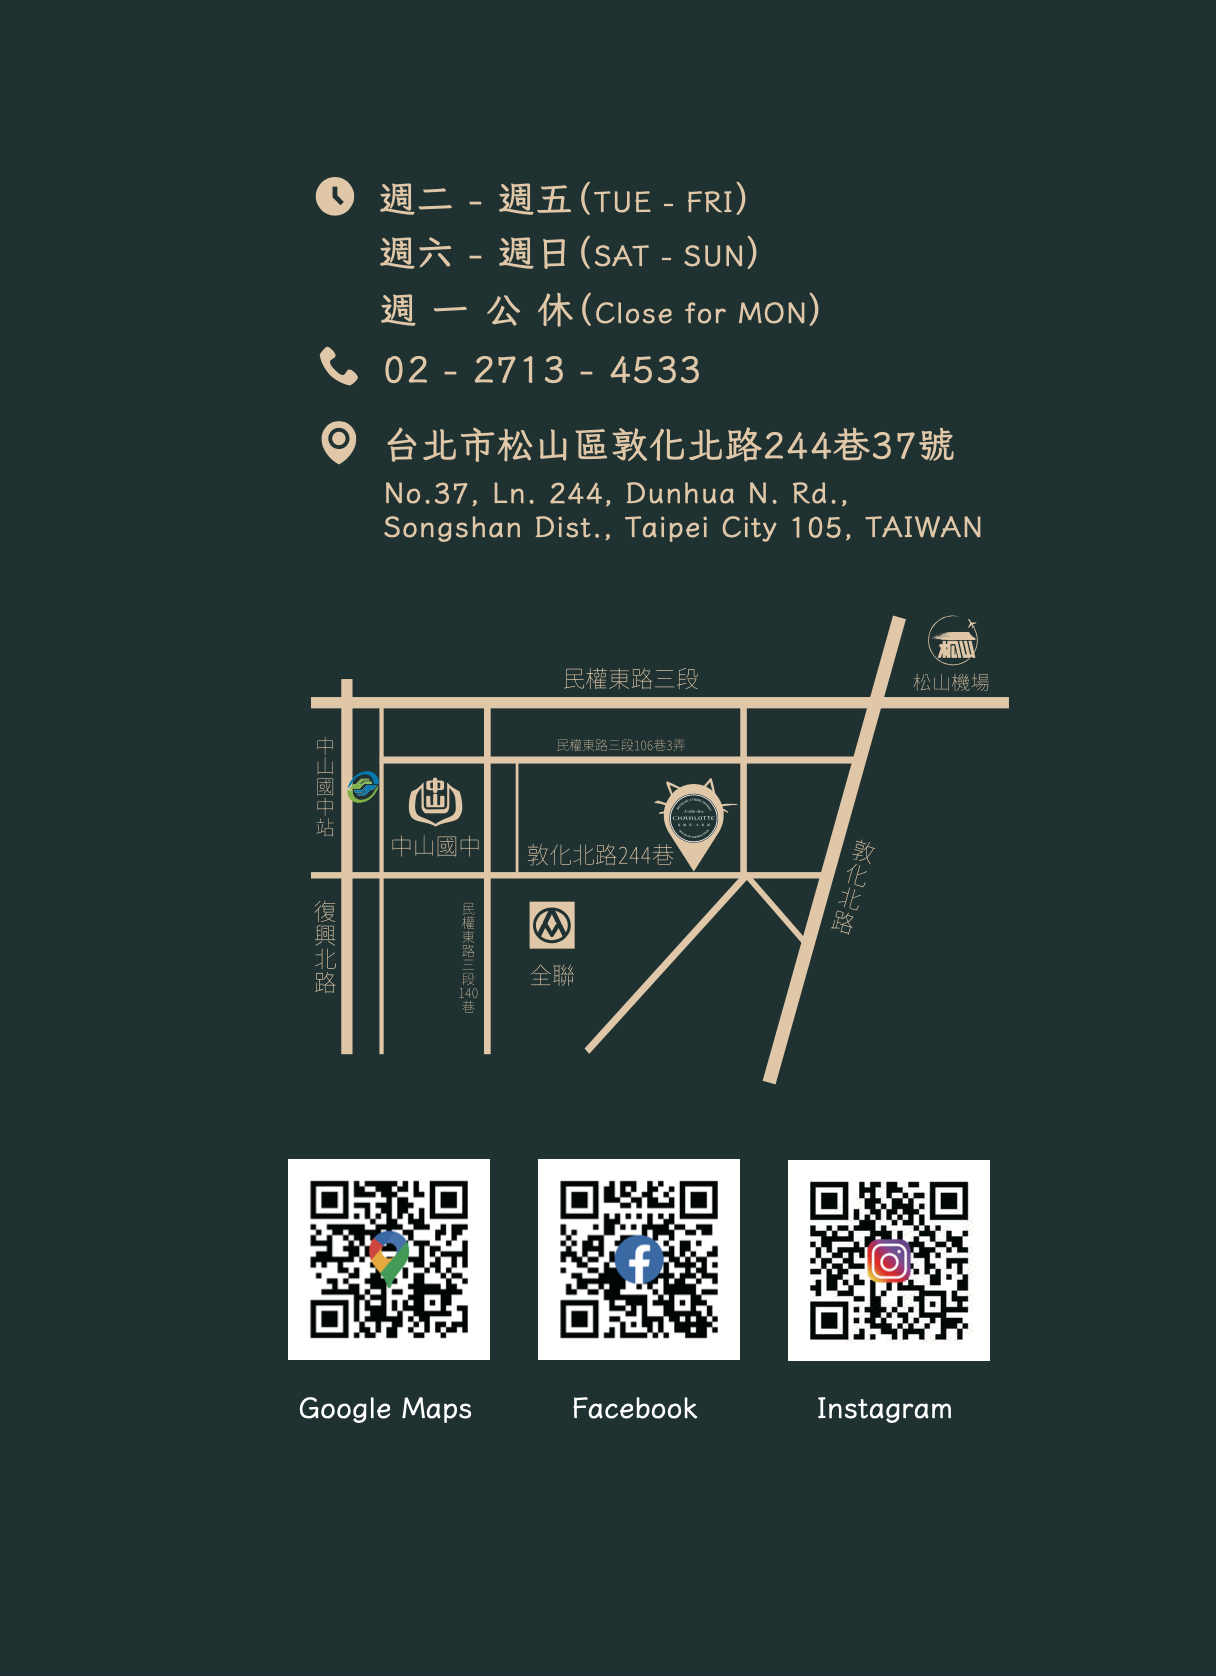 週二 - 週五(TUE - FRI)
週六 - 週日(SAT - SUN)
週 一 公 休(Close for MON)
02 - 2713 - 4533
台北市松山區敦化北路244巷37號
No.37, Ln. 244, Dunhua N. Rd.,
Songshan Dist., Taipei City 105, TAIWAN
松山
松山機場
民權東路三段
民權東路三段106巷3弄
中山國中站
中山
中山國中
CHARLOTTE
敦化北路244巷
敦化北路
復興北路
民權東路三段140巷
全聯
Google Maps
Facebook
Instagram